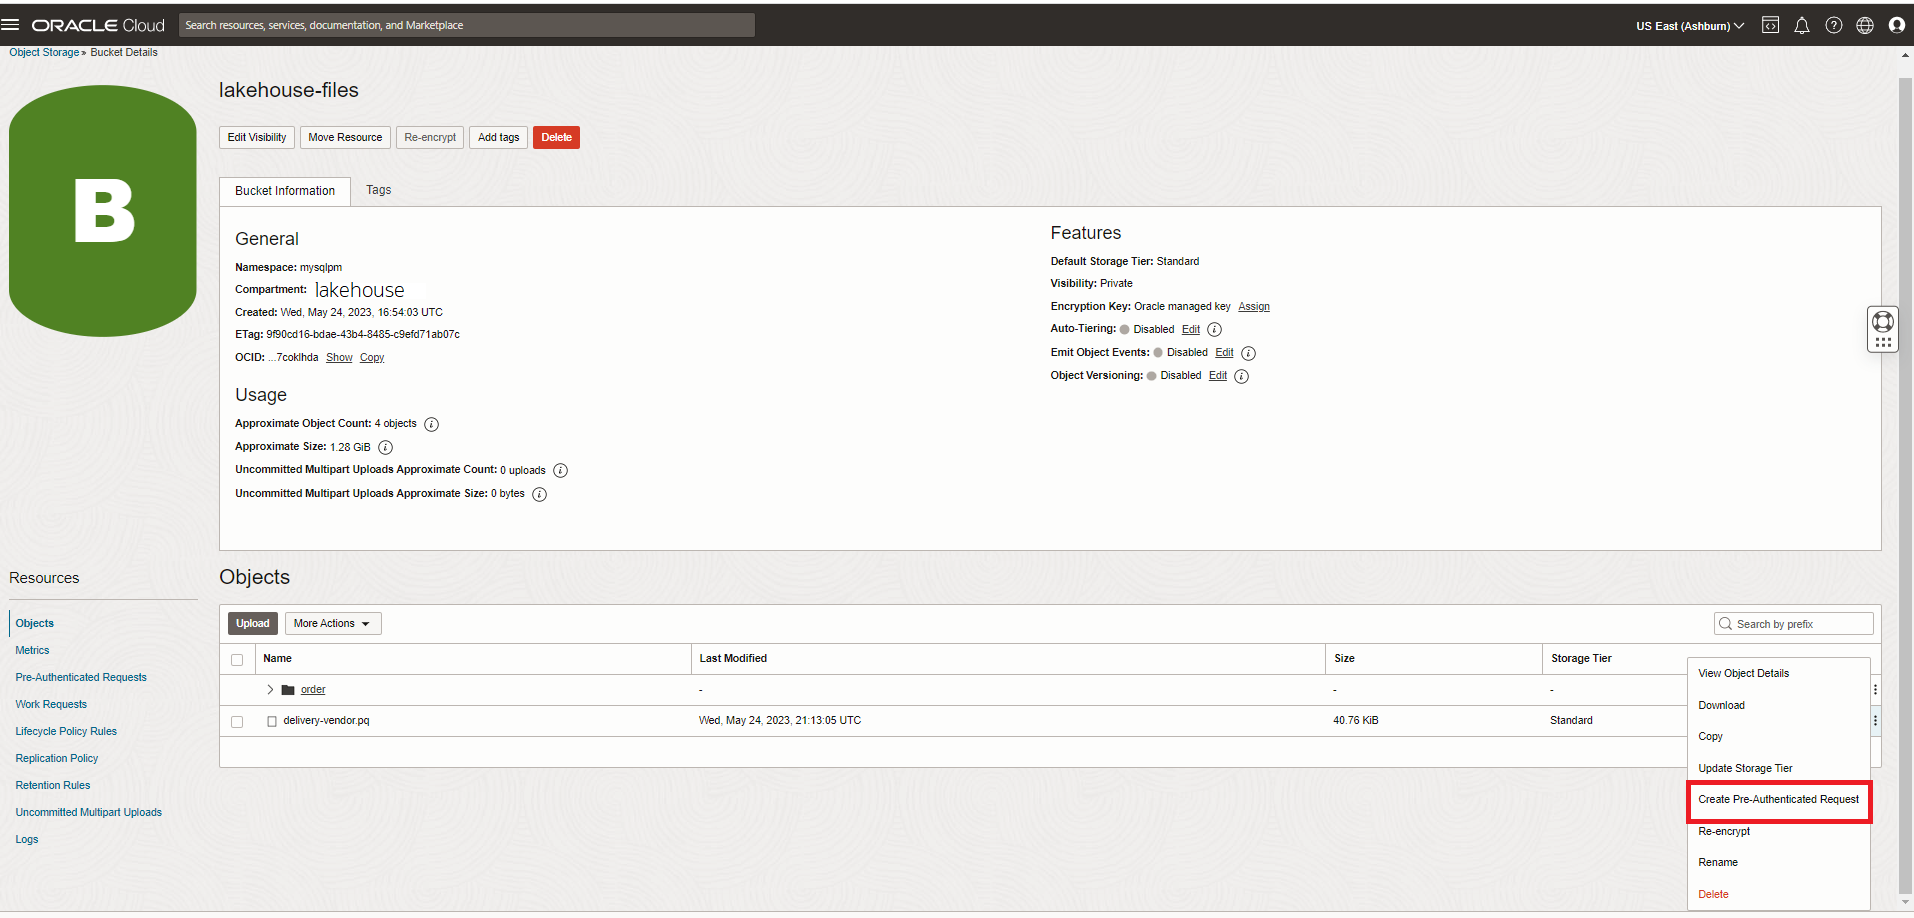 ORACLE Cloud
Search resources, services, documentation, and Marketplace
US East (Ashburn)
Object Storage » Bucket Details
B
lakehouse-files
Edit Visibility
Move Resource
Re-encrypt
Add tags
Delete
Bucket Information
Tags
General
Namespace: mysqlpm
Compartment: lakehouse
Created: Wed, May 24, 2023, 16:54:03 UTC
ETag: 9f90cd16-bdae-43b4-8485-c9efd71ab07c
OCID: ...7coklhda Show Copy
Usage
Approximate Object Count: 4 objects i
Approximate Size: 1.28 GiB i
Uncommitted Multipart Uploads Approximate Count: 0 uploads i
Uncommitted Multipart Uploads Approximate Size: 0 bytes i
Features
Default Storage Tier: Standard
Visibility: Private
Encryption Key: Oracle managed key Assign
Auto-Tiering: Disabled Edit i
Emit Object Events: Disabled Edit i
Object Versioning: Disabled Edit i
Resources
Objects
Metrics
Pre-Authenticated Requests
Work Requests
Lifecycle Policy Rules
Replication Policy
Retention Rules
Uncommitted Multipart Uploads
Logs
Objects
Upload
More Actions
Search by prefix
Name Last Modified Size Storage Tier
order - - -
delivery-vendor.pq Wed, May 24, 2023, 21:13:05 UTC 40.76 KiB Standard
View Object Details
Download
Copy
Update Storage Tier
Create Pre-Authenticated Request
Re-encrypt
Rename
Delete